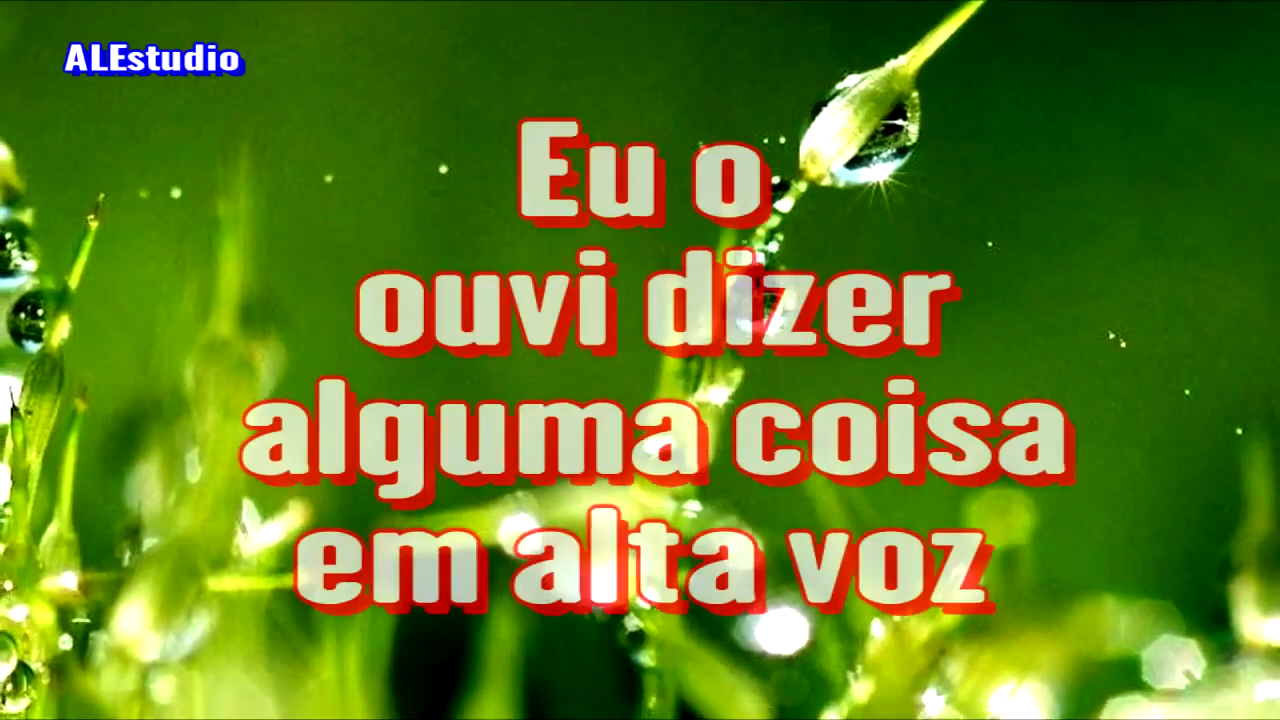 ALEstudio
Eu o
ouvi dizer
alguma coisa
em alta voz